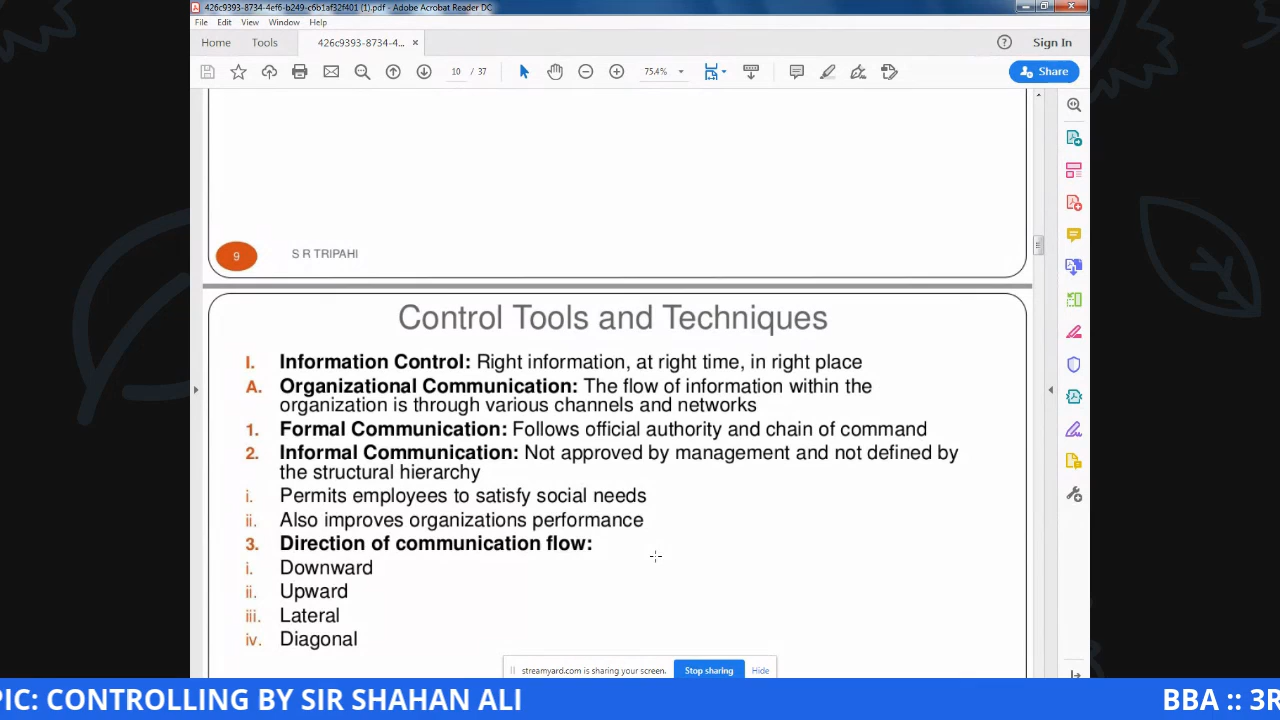 426c9393-8734-4ef6-b249-c6b1af32f401 (1).pdf - Adobe Acrobat Reader DC
File Edit View Window Help
Home Tools 426c9393-8734-4... × Sign In
10 / 37 75.4% Share
9 S R TRIPAHI
Control Tools and Techniques
I. Information Control: Right information, at right time, in right place
A. Organizational Communication: The flow of information within the
organization is through various channels and networks
1. Formal Communication: Follows official authority and chain of command
2. Informal Communication: Not approved by management and not defined by
the structural hierarchy
i. Permits employees to satisfy social needs
ii. Also improves organizations performance
3. Direction of communication flow:
i. Downward
ii. Upward
iii. Lateral
iv. Diagonal
streamyard.com is sharing your screen. Stop sharing Hide
PIC: CONTROLLING BY SIR SHAHAN ALI BBA :: 3R